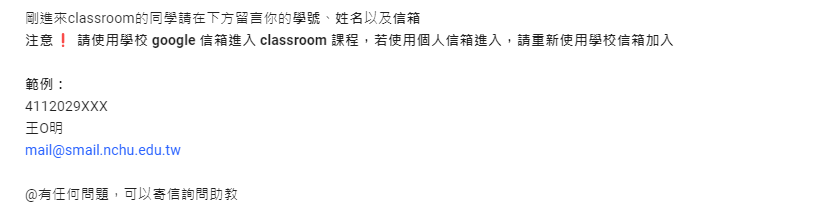 剛進來classroom的同學請在下方留言你的學號、姓名以及信箱
注意❗ 請使用學校 google 信箱進入 classroom 課程，若使用個人信箱進入，請重新使用學校信箱加入
範例：
4112029XXX
王O明
mail@smail.nchu.edu.tw
@有任何問題，可以寄信詢問助教